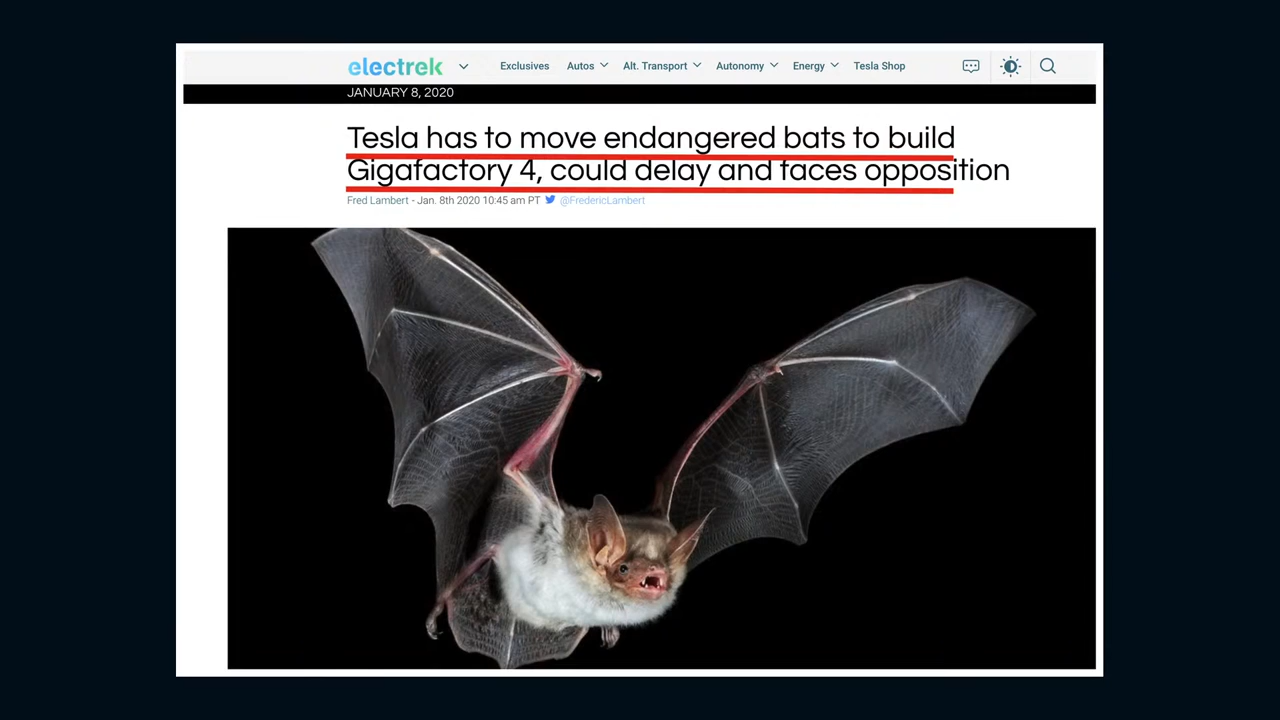 electrek Exclusives Autos Alt. Transport Autonomy Energy Tesla Shop
JANUARY 8, 2020
Tesla has to move endangered bats to build
Gigafactory 4, could delay and faces opposition
Fred Lambert - Jan. 8th 2020 10:45 am PT @FredericLambert